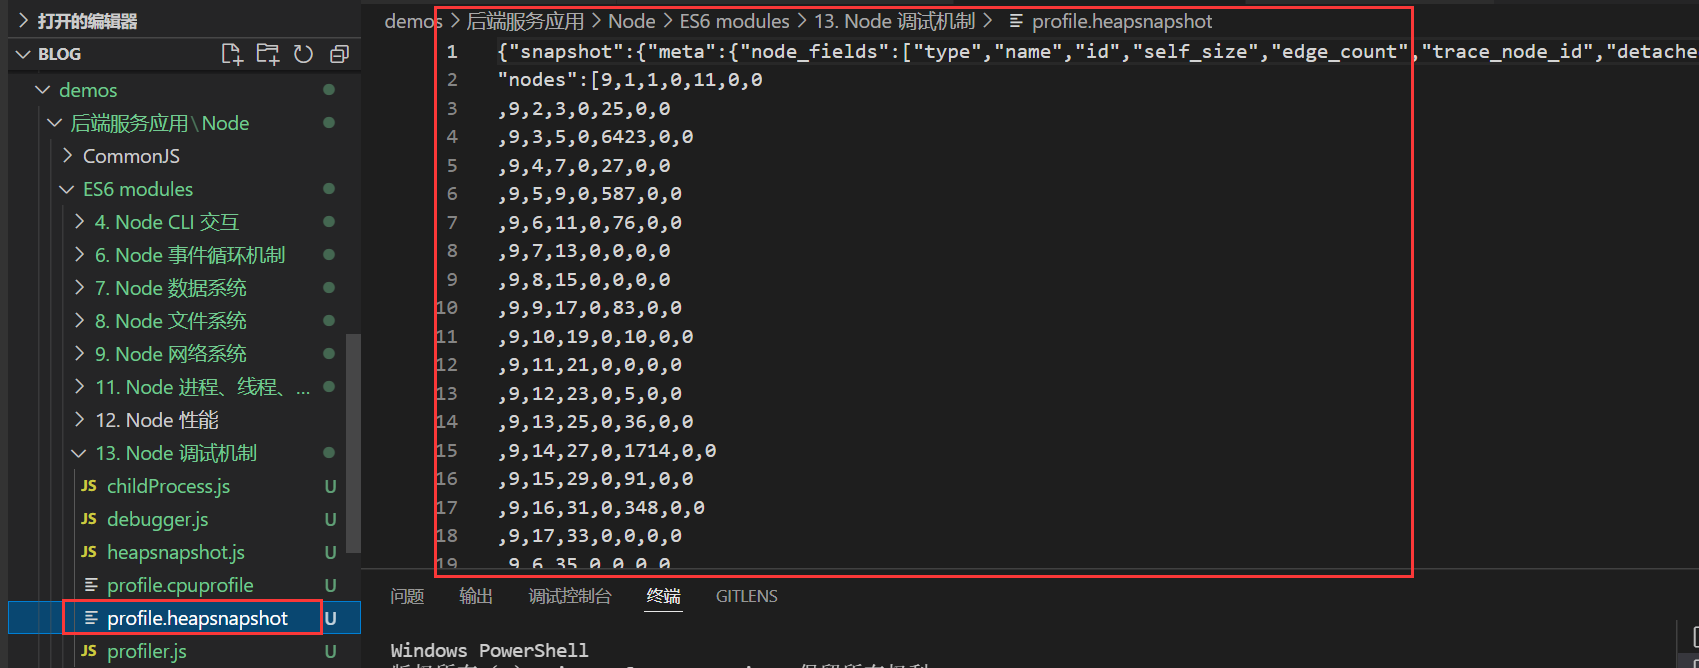 打开的编辑器
BLOG
demos
后端服务应用\Node
CommonJS
ES6 modules
4. Node CLI 交互
6. Node 事件循环机制
7. Node 数据系统
8. Node 文件系统
9. Node 网络系统
11. Node 进程、线程、...
12. Node 性能
13. Node 调试机制
JS childProcess.js U
JS debugger.js U
JS heapsnapshot.js U
profile.cpuprofile U
profile.heapsnapshot U
JS profiler.js U
demos > 后端服务应用 > Node > ES6 modules > 13. Node 调试机制 > profile.heapsnapshot
1 {"snapshot":{"meta":{"node_fields":["type","name","id","self_size","edge_count","trace_node_id","detache
2 "nodes":[9,1,1,0,11,0,0
3 ,9,2,3,0,25,0,0
4 ,9,3,5,0,6423,0,0
5 ,9,4,7,0,27,0,0
6 ,9,5,9,0,587,0,0
7 ,9,6,11,0,76,0,0
8 ,9,7,13,0,0,0,0
9 ,9,8,15,0,0,0,0
10 ,9,9,17,0,83,0,0
11 ,9,10,19,0,10,0,0
12 ,9,11,21,0,0,0,0
13 ,9,12,23,0,5,0,0
14 ,9,13,25,0,36,0,0
15 ,9,14,27,0,1714,0,0
16 ,9,15,29,0,91,0,0
17 ,9,16,31,0,348,0,0
18 ,9,17,33,0,0,0,0
19 ,9,6,35,0,0,0,0
问题 输出 调试控制台 终端 GITLENS
Windows PowerShell